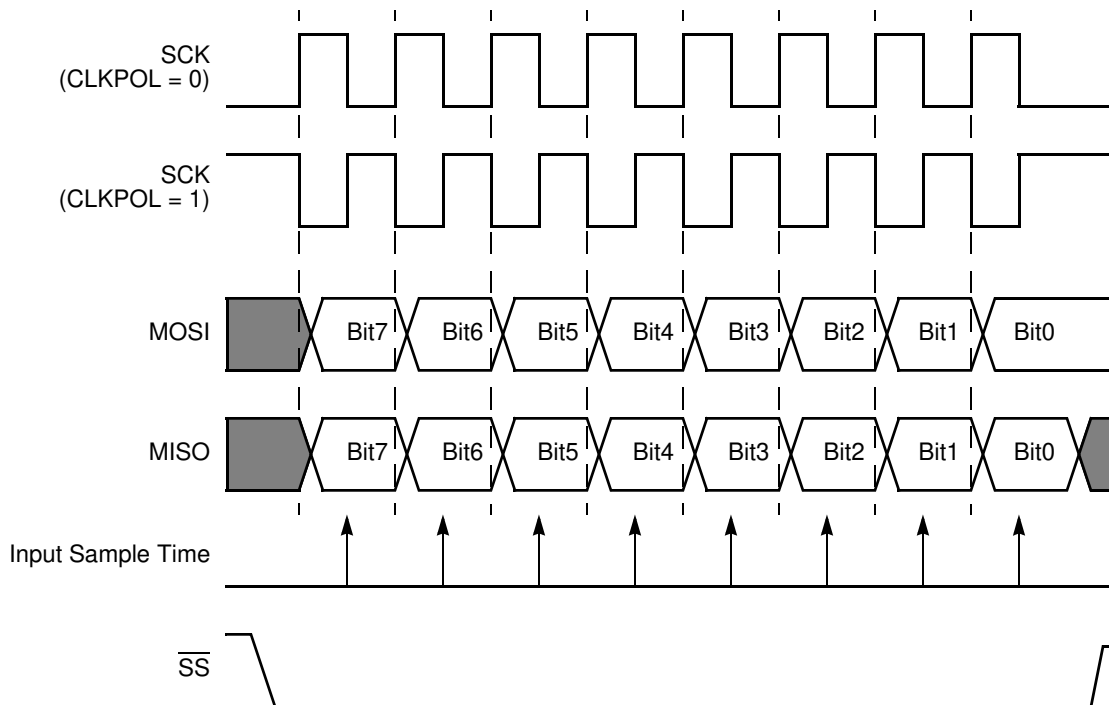 SCK
(CLKPOL = 0)
SCK
(CLKPOL = 1)
MOSI
Bit7 Bit6 Bit5 Bit4 Bit3 Bit2 Bit1 Bit0
MISO
Bit7 Bit6 Bit5 Bit4 Bit3 Bit2 Bit1 Bit0
Input Sample Time
SS